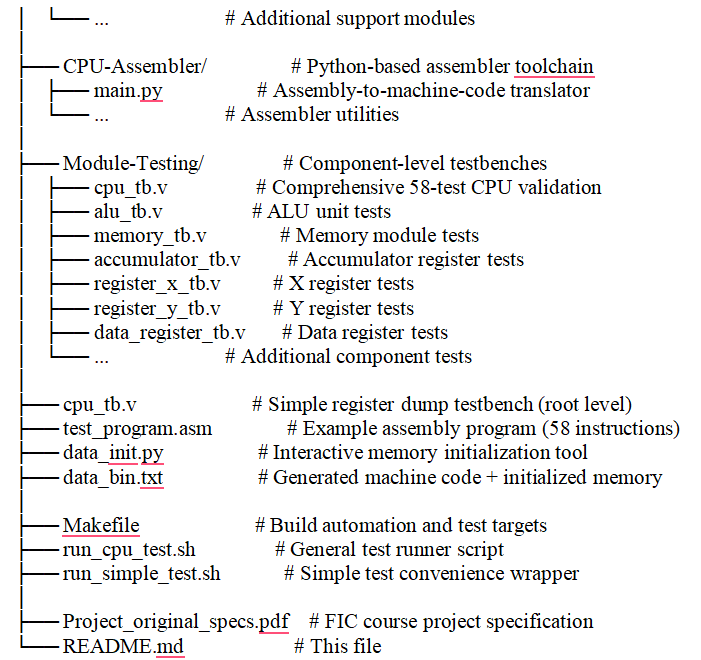 │   └── ...                    # Additional support modules
│
├── CPU-Assembler/              # Python-based assembler toolchain
│   ├── main.py                 # Assembly-to-machine-code translator
│   └── ...                    # Assembler utilities
│
├── Module-Testing/             # Component-level testbenches
│   ├── cpu_tb.v                # Comprehensive 58-test CPU validation
│   ├── alu_tb.v                # ALU unit tests
│   ├── memory_tb.v             # Memory module tests
│   ├── accumulator_tb.v        # Accumulator register tests
│   ├── register_x_tb.v         # X register tests
│   ├── register_y_tb.v         # Y register tests
│   ├── data_register_tb.v      # Data register tests
│   └── ...                    # Additional component tests
│
├── cpu_tb.v                    # Simple register dump testbench (root level)
├── test_program.asm            # Example assembly program (58 instructions)
├── data_init.py                # Interactive memory initialization tool
├── data_bin.txt                # Generated machine code + initialized memory
│
├── Makefile                    # Build automation and test targets
├── run_cpu_test.sh             # General test runner script
├── run_simple_test.sh          # Simple test convenience wrapper
│
├── Project_original_specs.pdf  # FIC course project specification
└── README.md                   # This file